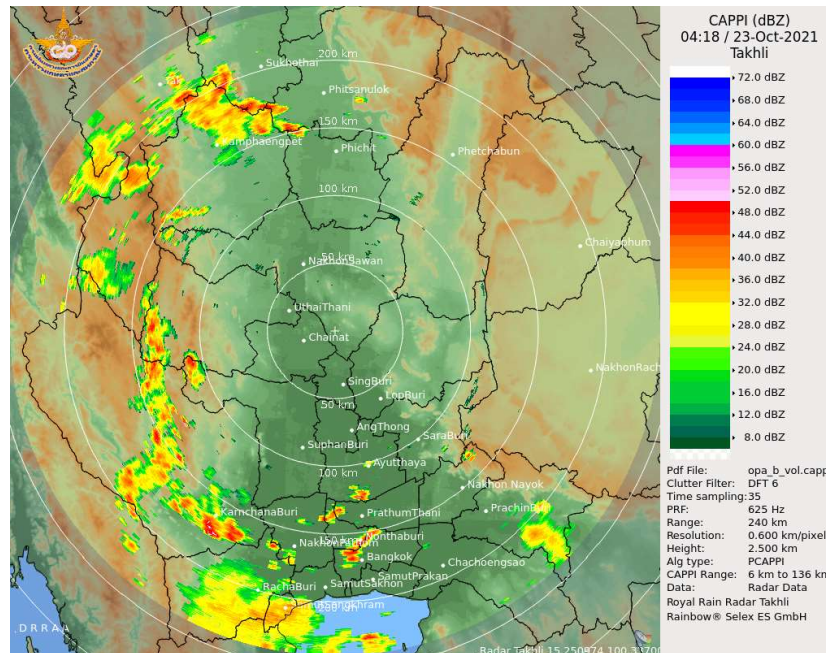 CAPPI (dBZ)
04:18 / 23-Oct-2021
Takhli
72.0 dBZ
68.0 dBZ
64.0 dBZ
60.0 dBZ
56.0 dBZ
52.0 dBZ
48.0 dBZ
44.0 dBZ
40.0 dBZ
36.0 dBZ
32.0 dBZ
28.0 dBZ
24.0 dBZ
20.0 dBZ
16.0 dBZ
12.0 dBZ
8.0 dBZ
Pdf File: opa_b_vol.capp
Clutter Filter: DFT 6
Time sampling:35
PRF: 625 Hz
Range: 240 km
Resolution: 0.600 km/pixel
Height: 2.500 km
Alg type: PCAPPI
CAPPI Range: 6 km to 136 km
Data: Radar Data
Royal Rain Radar Takhli
Rainbow® Selex ES GmbH
200 km
Sukhothai
Phitsanulok
150 km
Kamphaengpet
Phichit
Phetchabun
100 km
Chaiyaphum
50 km
NakhonSawan
UthaiThani
Chainat
NakhonRach
SingBuri
50 km
LopBuri
AngThong
SaraBuri
SuphanBuri
100 km
Ayutthaya
Nakhon Nayok
KarnchanaBuri
PrathumThani
PrachinBuri
150 km
Nonthaburi
NakhonPathom
Bangkok
Chachoengsao
SamutPrakan
RachaBuri
SamutSakhon
200 km
D R R A A